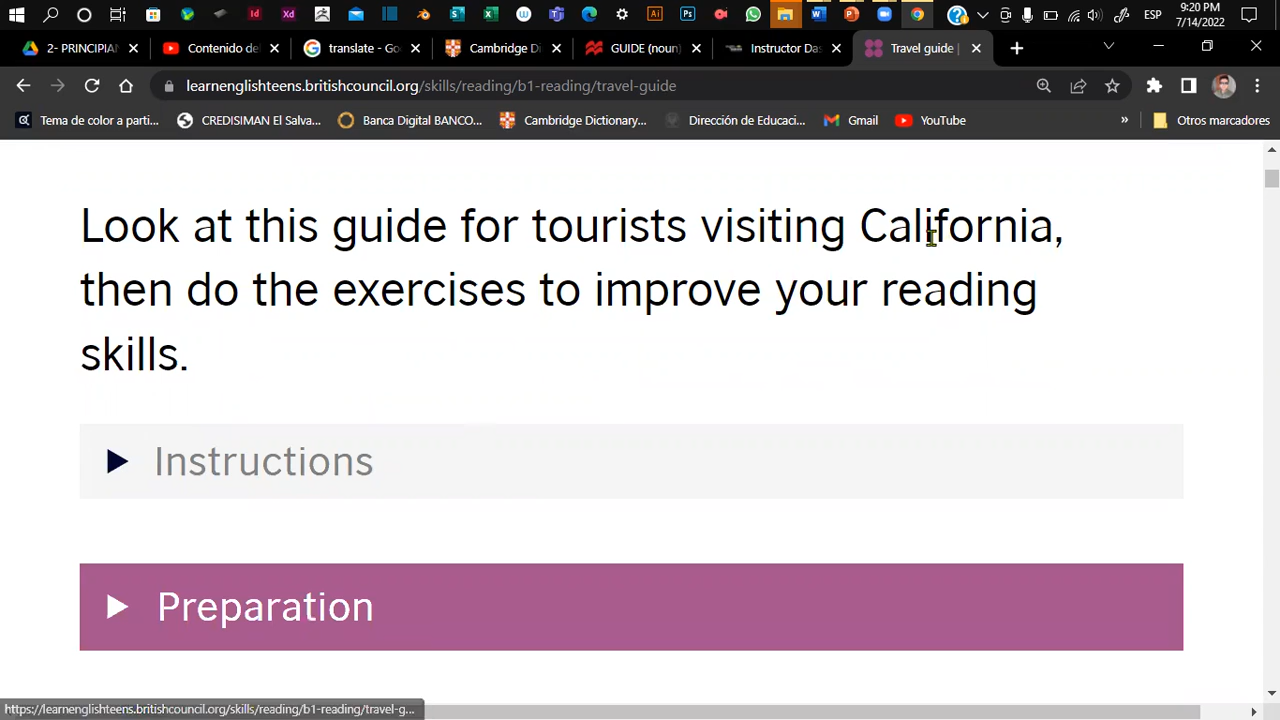 9:20 PM
ESP
7/14/2022
2- PRINCIPIAN
Contenido de
translate - Go
Cambridge Di
GUIDE (noun)
Instructor Das
Travel guide |
learnenglishteens.britishcouncil.org/skills/reading/b1-reading/travel-guide
Tema de color a parti...
CREDISIMAN El Salva...
Banca Digital BANCO...
Cambridge Dictionary...
Dirección de Educaci...
Gmail
YouTube
»
Otros marcadores
Look at this guide for tourists visiting California,
then do the exercises to improve your reading
skills.
Instructions
Preparation
https://learnenglishteens.britishcouncil.org/skills/reading/b1-reading/travel-g...